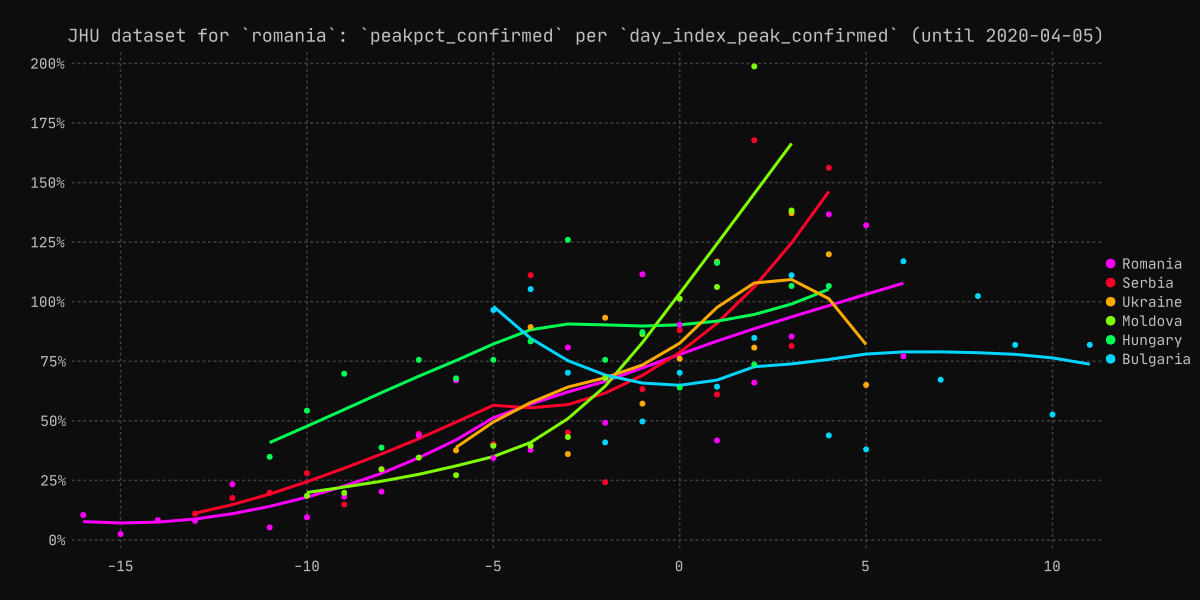 JHU dataset for `romania`: `peakpct_confirmed` per `day_index_peak_confirmed` (until 2020-04-05)
200%
175%
150%
125%
100%
75%
50%
25%
0%
-15
-10
-5
0
5
10
Romania
Serbia
Ukraine
Moldova
Hungary
Bulgaria